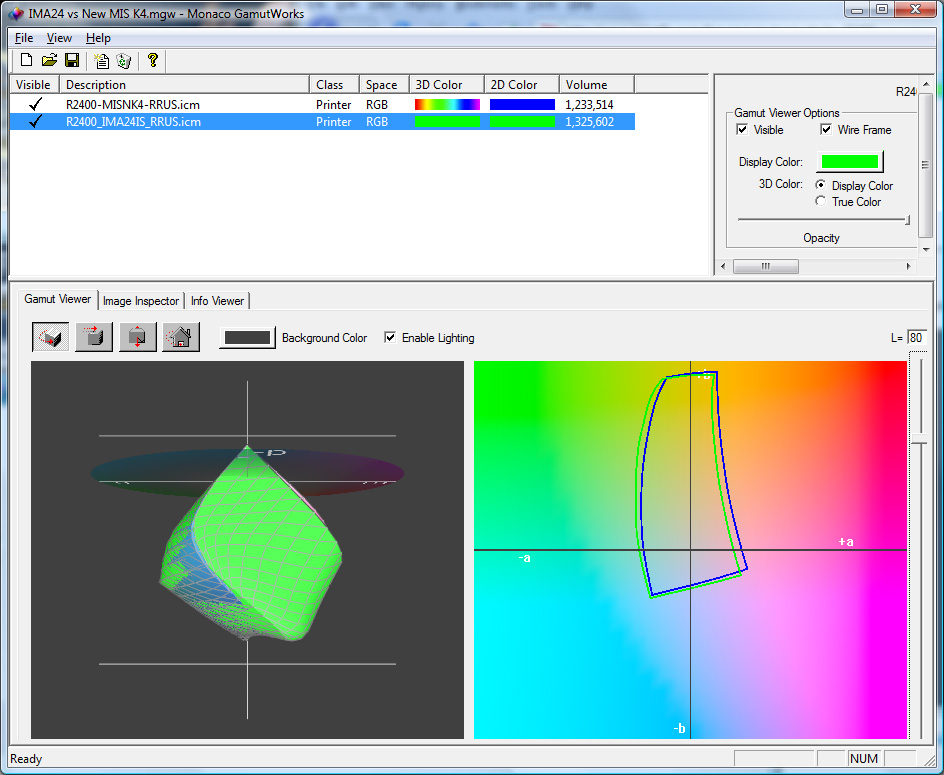 IMA24 vs New MIS K4.mgw - Monaco GamutWorks
File View Help
Visible Description Class Space 3D Color 2D Color Volume
R2400-MISNK4-RRUS.icm Printer RGB 1,233,514
R2400_IMA24IS_RRUS.icm Printer RGB 1,325,602
Gamut Viewer Options
Visible Wire Frame
Display Color:
3D Color: Display Color
True Color
Opacity
Gamut Viewer Image Inspector Info Viewer
Background Color Enable Lighting L= 80
+b
+a
-a
-b
Ready NUM